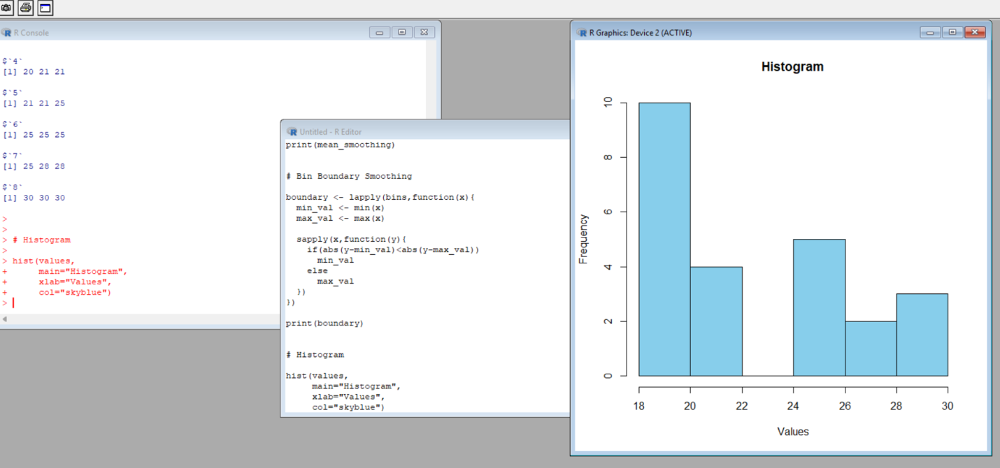 R Console
$`4`
[1] 20 21 21
$`5`
[1] 21 21 25
$`6`
[1] 25 25 25
$`7`
[1] 25 28 28
$`8`
[1] 30 30 30
>
>
> # Histogram
>
> hist(values,
+      main="Histogram",
+      xlab="Values",
+      col="skyblue")
>
Untitled - R Editor
print(mean_smoothing)
# Bin Boundary Smoothing
boundary <- lapply(bins,function(x){
  min_val <- min(x)
  max_val <- max(x)
  sapply(x,function(y){
    if(abs(y-min_val)<abs(y-max_val))
      min_val
    else
      max_val
  })
})
print(boundary)
# Histogram
hist(values,
     main="Histogram",
     xlab="Values",
     col="skyblue")
R Graphics: Device 2 (ACTIVE)
Histogram
Frequency
10
8
6
4
2
0
18 20 22 24 26 28 30
Values